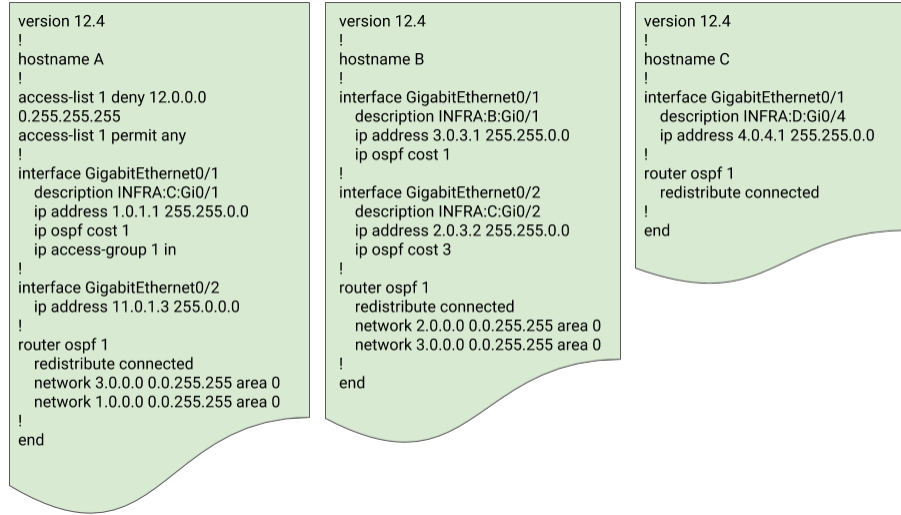 version 12.4
!
hostname A
!
access-list 1 deny 12.0.0.0
0.255.255.255
access-list 1 permit any
!
interface GigabitEthernet0/1
description INFRA:C:Gi0/1
ip address 1.0.1.1 255.255.0.0
ip ospf cost 1
ip access-group 1 in
!
interface GigabitEthernet0/2
ip address 11.0.1.3 255.0.0.0
!
router ospf 1
redistribute connected
network 3.0.0.0 0.0.255.255 area 0
network 1.0.0.0 0.0.255.255 area 0
!
end
version 12.4
!
hostname B
!
interface GigabitEthernet0/1
description INFRA:B:Gi0/1
ip address 3.0.3.1 255.255.0.0
ip ospf cost 1
!
interface GigabitEthernet0/2
description INFRA:C:Gi0/2
ip address 2.0.3.2 255.255.0.0
ip ospf cost 3
!
router ospf 1
redistribute connected
network 2.0.0.0 0.0.255.255 area 0
network 3.0.0.0 0.0.255.255 area 0
!
end
version 12.4
!
hostname C
!
interface GigabitEthernet0/1
description INFRA:D:Gi0/4
ip address 4.0.4.1 255.255.0.0
!
router ospf 1
redistribute connected
!
end